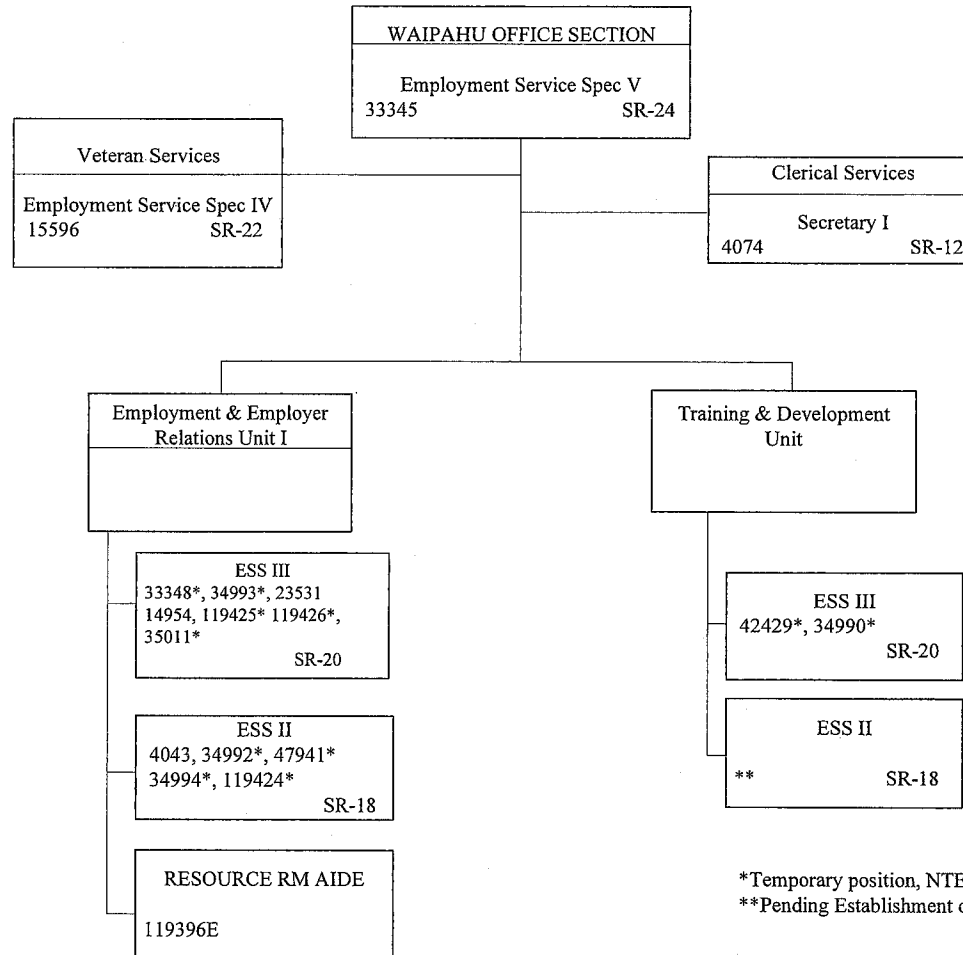 WAIPAHU OFFICE SECTION
Employment Service Spec V
33345 SR-24
Veteran Services
Employment Service Spec IV
15596 SR-22
Clerical Services
Secretary I
4074 SR-12
Employment & Employer
Relations Unit I
ESS III
33348*, 34993*, 23531
14954, 119425* 119426*,
35011*
SR-20
ESS II
4043, 34992*, 47941*
34994*, 119424*
SR-18
RESOURCE RM AIDE
119396E
Training & Development
Unit
ESS III
42429*, 34990*
SR-20
ESS II
** SR-18
*Temporary position, NTE
**Pending Establishment